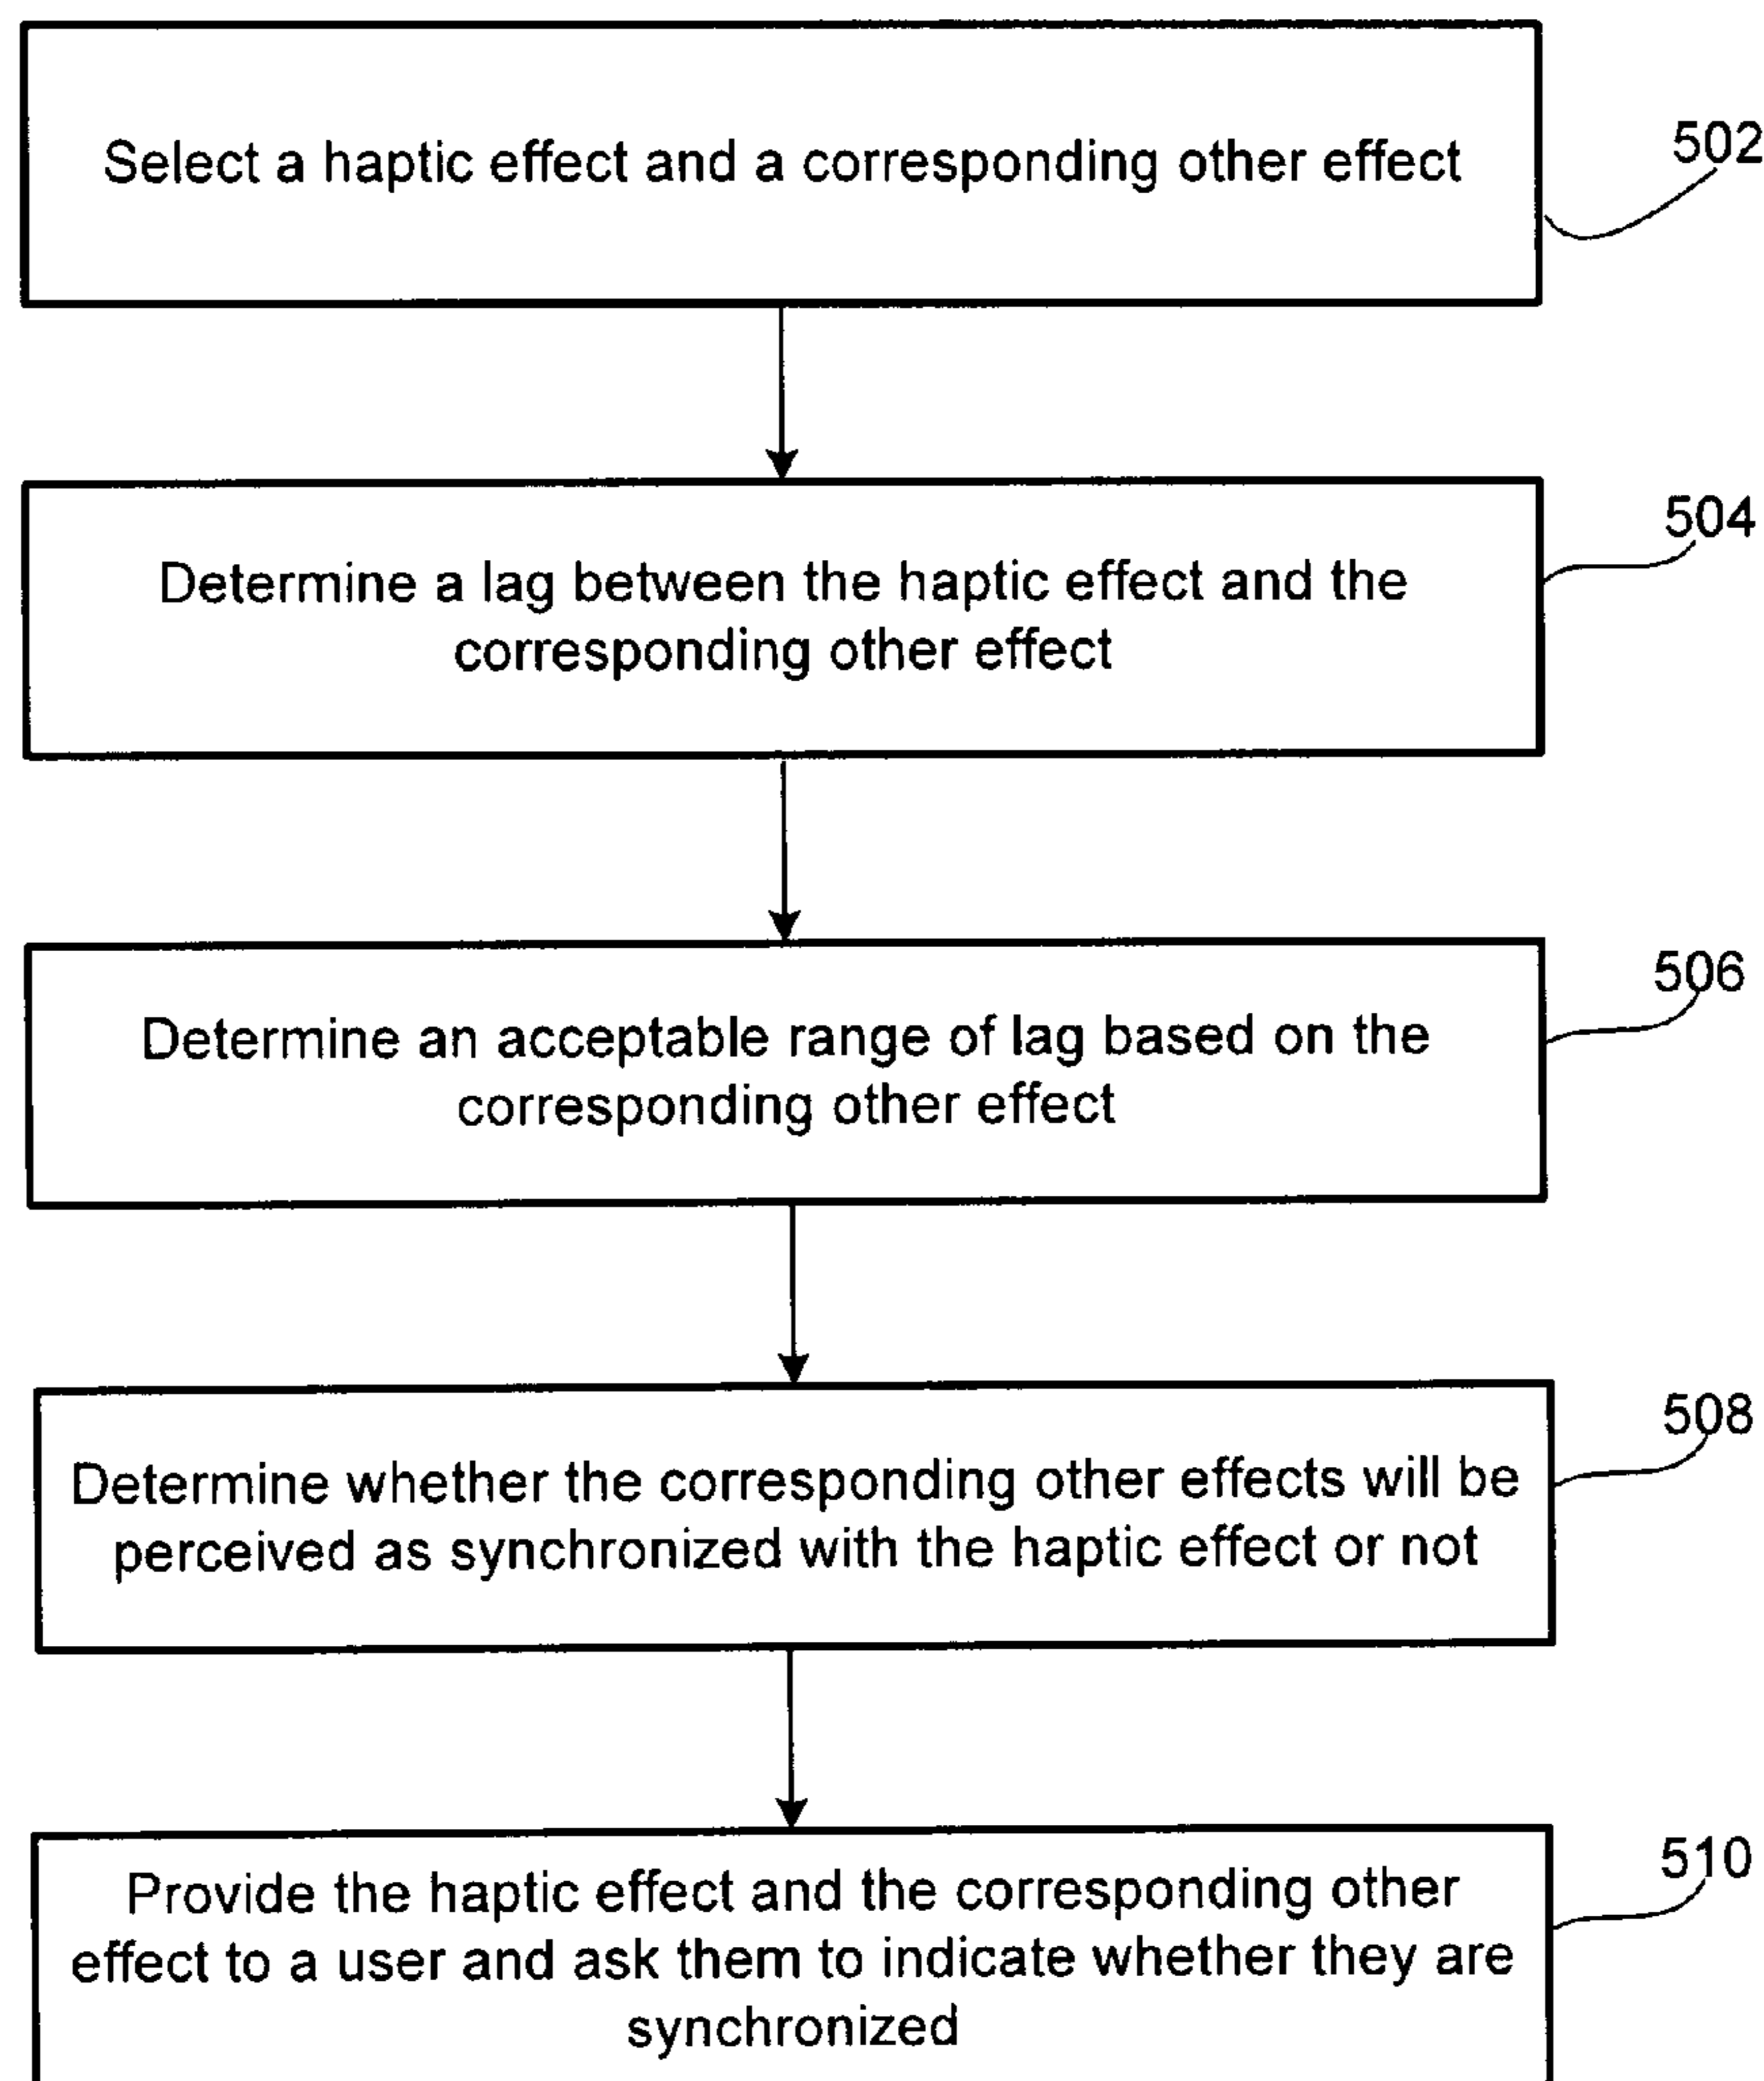 Select a haptic effect and a corresponding other effect
502
504
Determine a lag between the haptic effect and the
corresponding other effect
506
Determine an acceptable range of lag based on the
corresponding other effect
508
Determine whether the corresponding other effects will be
perceived as synchronized with the haptic effect or not
510
Provide the haptic effect and the corresponding other
effect to a user and ask them to indicate whether they are
synchronized